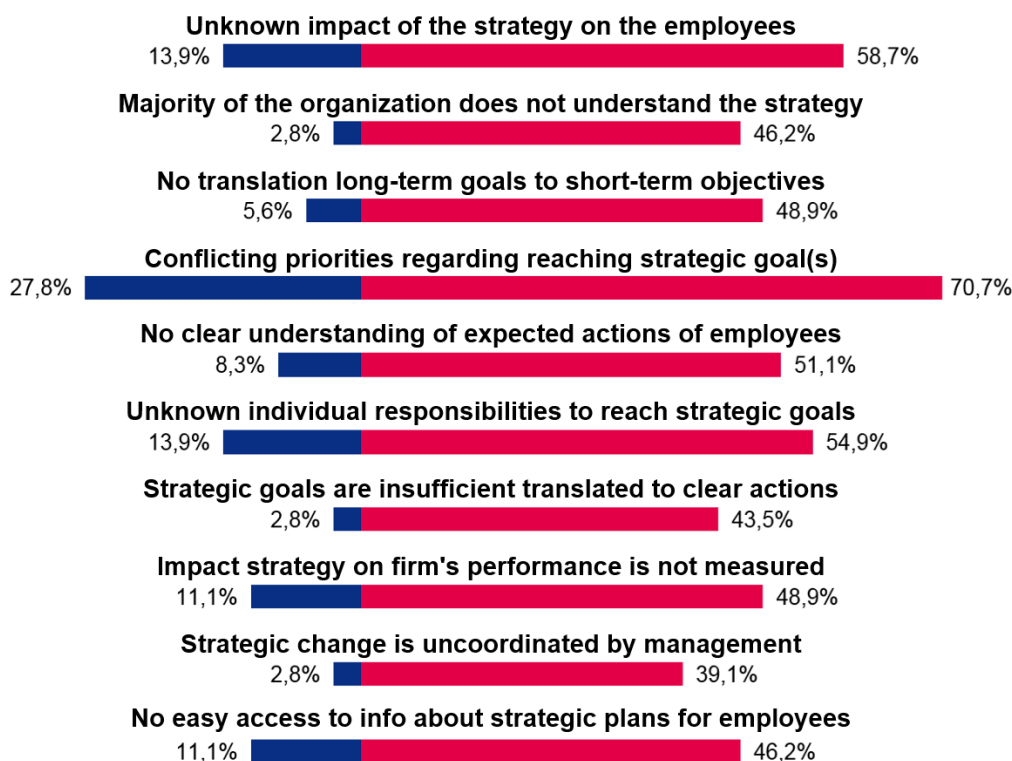 Unknown impact of the strategy on the employees
13,9% 58,7%
Majority of the organization does not understand the strategy
2,8% 46,2%
No translation long-term goals to short-term objectives
5,6% 48,9%
Conflicting priorities regarding reaching strategic goal(s)
27,8% 70,7%
No clear understanding of expected actions of employees
8,3% 51,1%
Unknown individual responsibilities to reach strategic goals
13,9% 54,9%
Strategic goals are insufficient translated to clear actions
2,8% 43,5%
Impact strategy on firm's performance is not measured
11,1% 48,9%
Strategic change is uncoordinated by management
2,8% 39,1%
No easy access to info about strategic plans for employees
11,1% 46,2%